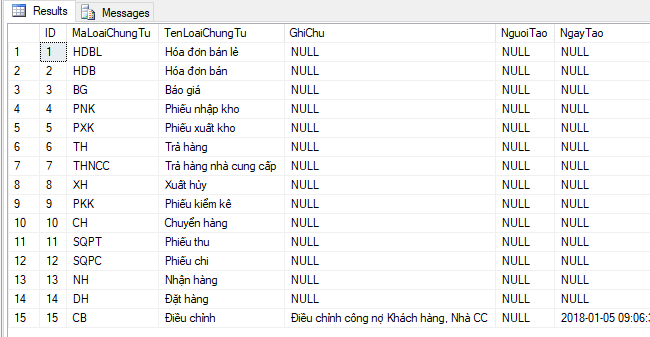 Results Messages
ID MaLoaiChungTu TenLoaiChungTu GhiChu NguoiTao NgayTao
1 1 HDBL Hóa đơn bán lẻ NULL NULL NULL
2 2 HDB Hóa đơn bán NULL NULL NULL
3 3 BG Báo giá NULL NULL NULL
4 4 PNK Phiếu nhập kho NULL NULL NULL
5 5 PXK Phiếu xuất kho NULL NULL NULL
6 6 TH Trả hàng NULL NULL NULL
7 7 THNCC Trả hàng nhà cung cấp NULL NULL NULL
8 8 XH Xuất hủy NULL NULL NULL
9 9 PKK Phiếu kiểm kê NULL NULL NULL
10 10 CH Chuyển hàng NULL NULL NULL
11 11 SQPT Phiếu thu NULL NULL NULL
12 12 SQPC Phiếu chi NULL NULL NULL
13 13 NH Nhận hàng NULL NULL NULL
14 14 DH Đặt hàng NULL NULL NULL
15 15 CB Điều chỉnh Điều chỉnh công nợ Khách hàng, Nhà CC NULL 2018-01-05 09:06: